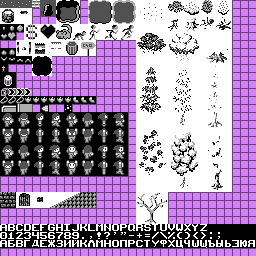 ABCDEFGHIJKLMNOPQRSTUVWXYZ
0123456789.,!?'"-+=/\()<>::
АБВГДЕЖЗИЙКЛМНОПРСТУФХЦЧШЩЪЫЬЭЮЯ